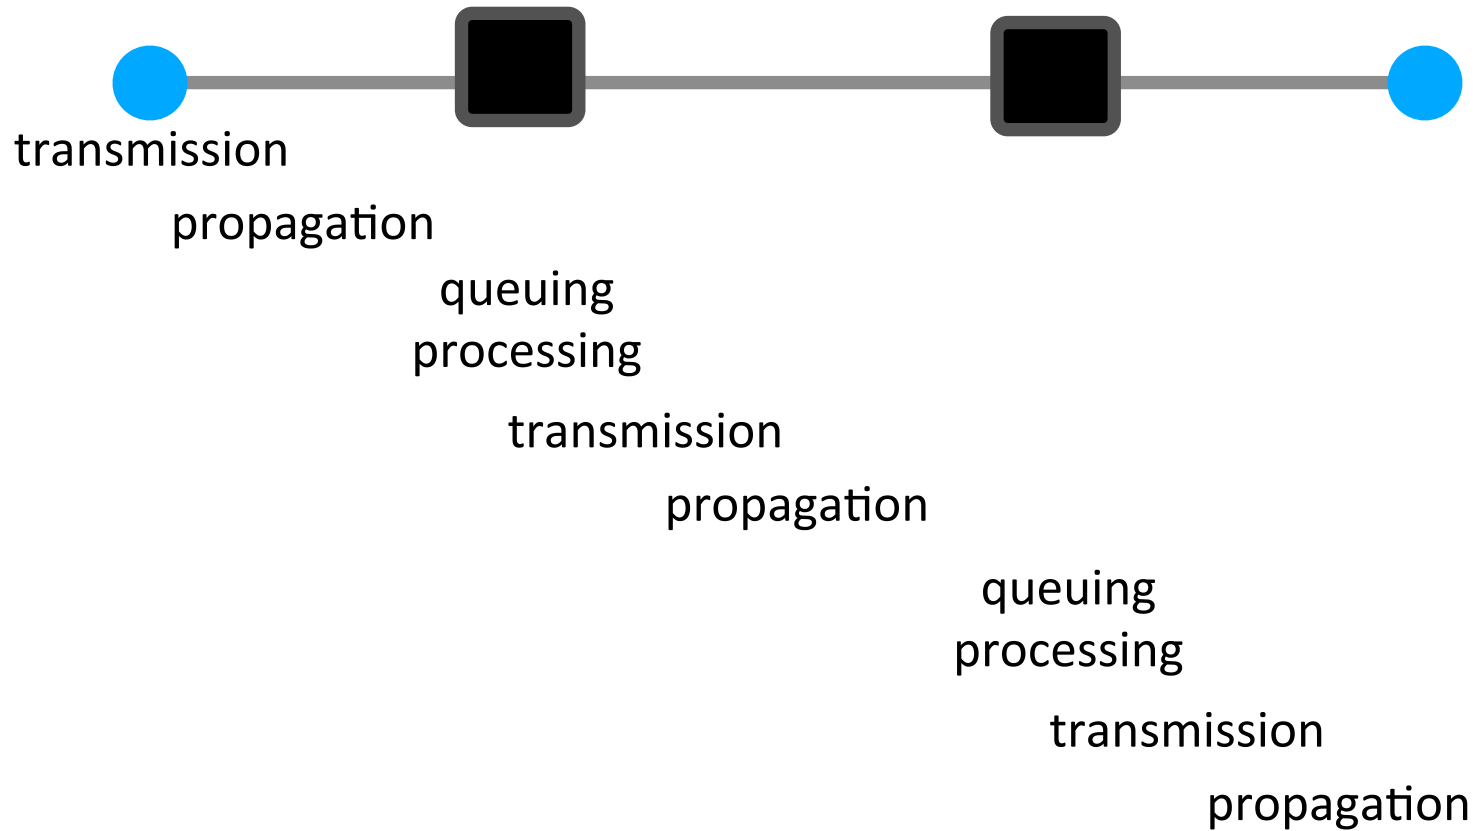 transmission
propagation
queuing
processing
transmission
propagation
queuing
processing
transmission
propagation